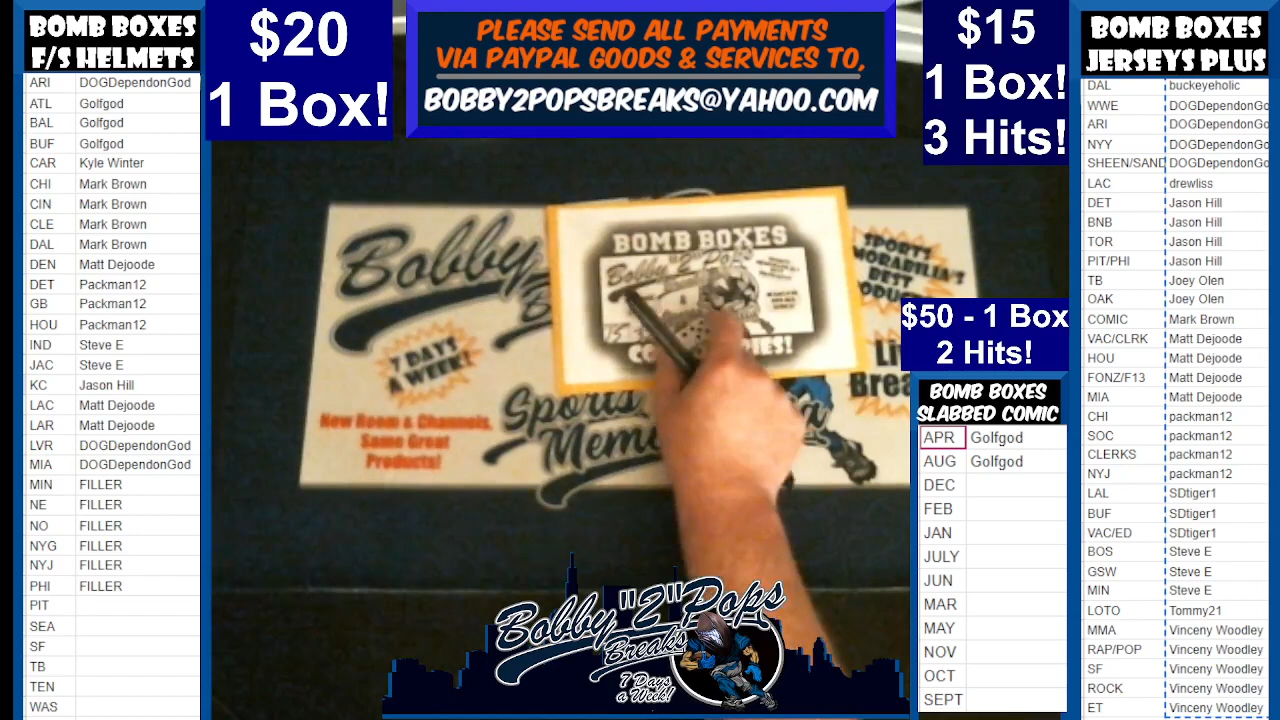 BOMB BOXES
F/S HELMETS
ARI DOGDependonGod
ATL Golfgod
BAL Golfgod
BUF Golfgod
CAR Kyle Winter
CHI Mark Brown
CIN Mark Brown
CLE Mark Brown
DAL Mark Brown
DEN Matt Dejoode
DET Packman12
GB Packman12
HOU Packman12
IND Steve E
JAC Steve E
KC Jason Hill
LAC Matt Dejoode
LAR Matt Dejoode
LVR DOGDependonGod
MIA DOGDependonGod
MIN FILLER
NE FILLER
NO FILLER
NYG FILLER
NYJ FILLER
PHI FILLER
PIT
SEA
SF
TB
TEN
WAS
$20
1 Box!
PLEASE SEND ALL PAYMENTS
VIA PAYPAL GOODS & SERVICES TO,
BOBBY2POPSBREAKS@YAHOO.COM
BOMB BOXES
Bobby "2" Pops
Bobby
7 DAYS
A WEEK!
New Room & Channels,
Same Great
Products!
Sports
SPORTS
BEST
Bobby "2" Pops
Breaks
7 Days
a Week!
$15
1 Box!
3 Hits!
$50 - 1 Box
2 Hits!
BOMB BOXES
SLABBED COMIC
APR Golfgod
AUG Golfgod
DEC
FEB
JAN
JULY
JUN
MAR
MAY
NOV
OCT
SEPT
BOMB BOXES
JERSEYS PLUS
DAL buckeyeholic
WWE DOGDependonGo
ARI DOGDependonGo
NYY DOGDependonGo
SHEEN/SAND DOGDependonGo
LAC drewliss
DET Jason Hill
BNB Jason Hill
TOR Jason Hill
PIT/PHI Jason Hill
TB Joey Olen
OAK Joey Olen
COMIC Mark Brown
VAC/CLRK Matt Dejoode
HOU Matt Dejoode
FONZ/F13 Matt Dejoode
MIA Matt Dejoode
CHI packman12
SOC packman12
CLERKS packman12
NYJ packman12
LAL SDtiger1
BUF SDtiger1
VAC/ED SDtiger1
BOS Steve E
GSW Steve E
MIN Steve E
LOTO Tommy21
MMA Vinceny Woodley
RAP/POP Vinceny Woodley
SF Vinceny Woodley
ROCK Vinceny Woodley
ET Vinceny Woodley